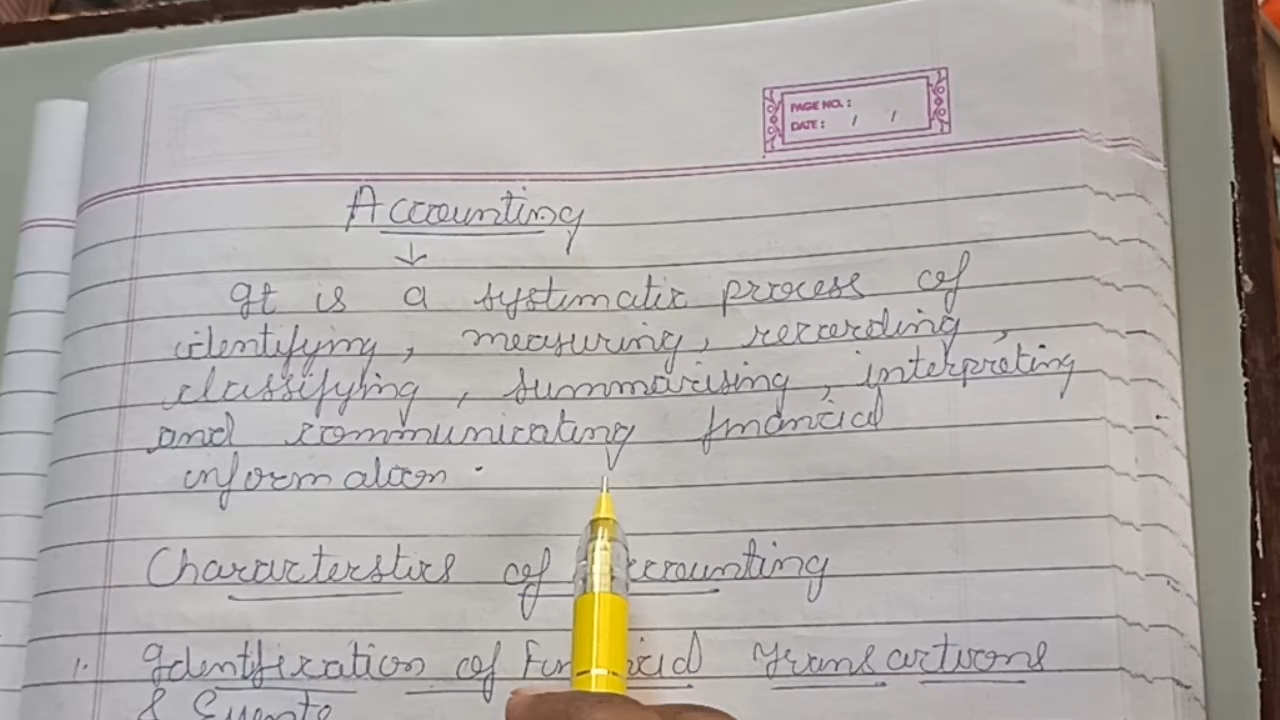 PAGE NO. :
DATE : / /
Accounting
It is a systematic process of
identifying, measuring, recording,
classifying, summarising, interpreting
and communicating financial
information.
Characterstics of Accounting
1. Identification of Financial Transactions
& Events